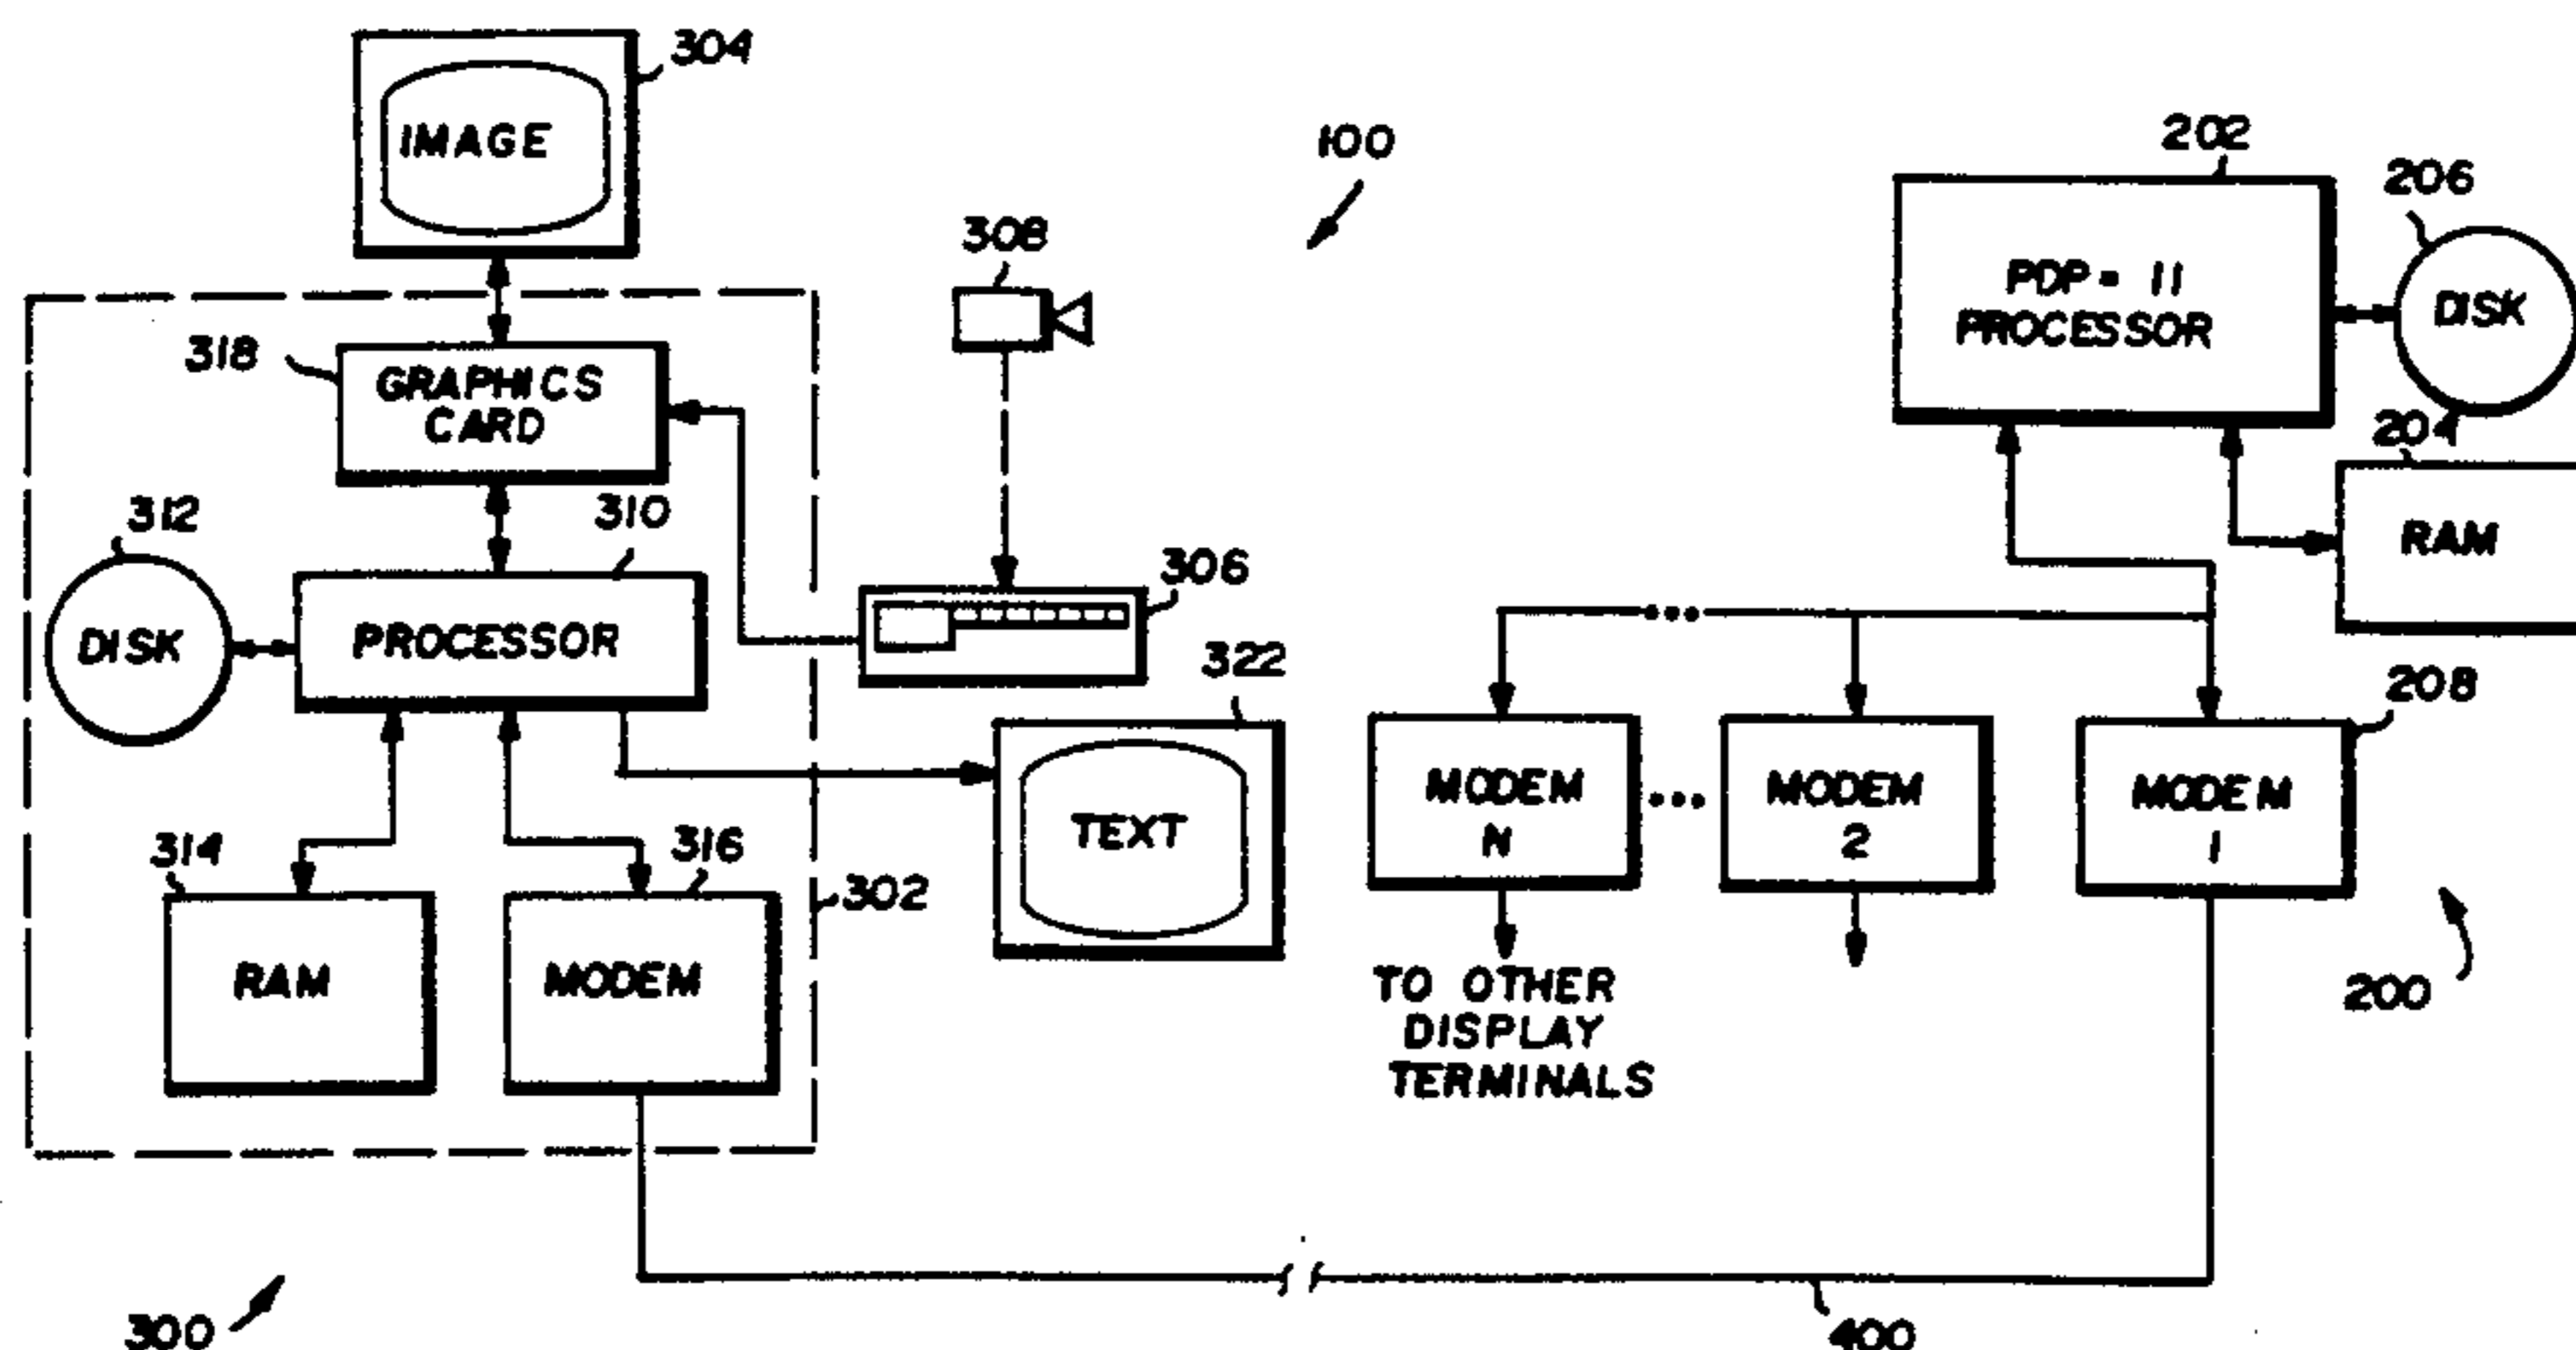 304
IMAGE
100
202
206
308
PDP = 11
PROCESSOR
DISK
318
GRAPHICS
CARD
204
312
310
RAM
306
DISK
PROCESSOR
322
208
TEXT
MODEM
N
...
MODEM
2
MODEM
1
314
316
302
RAM
MODEM
TO OTHER
DISPLAY
TERMINALS
200
300
400